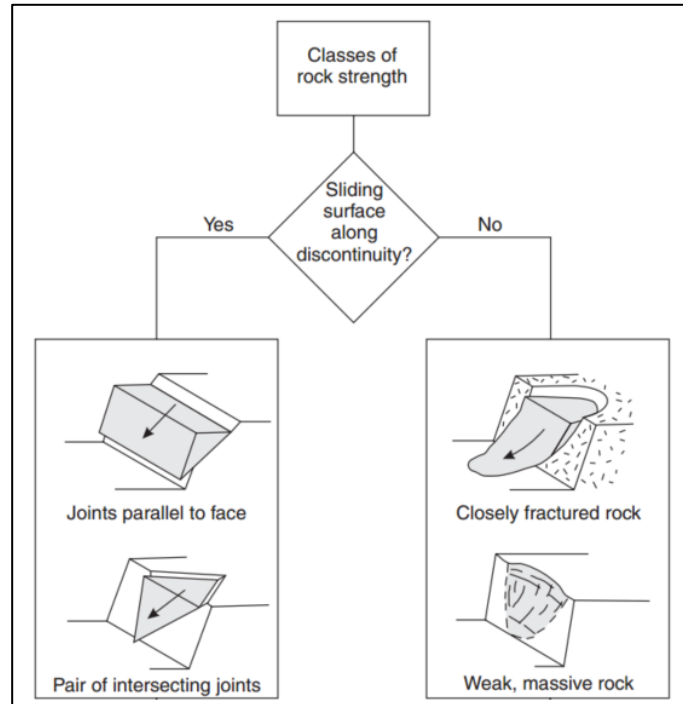 Classes of
rock strength
Sliding
surface
along
discontinuity?
Yes
No
Joints parallel to face
Closely fractured rock
Pair of intersecting joints
Weak, massive rock